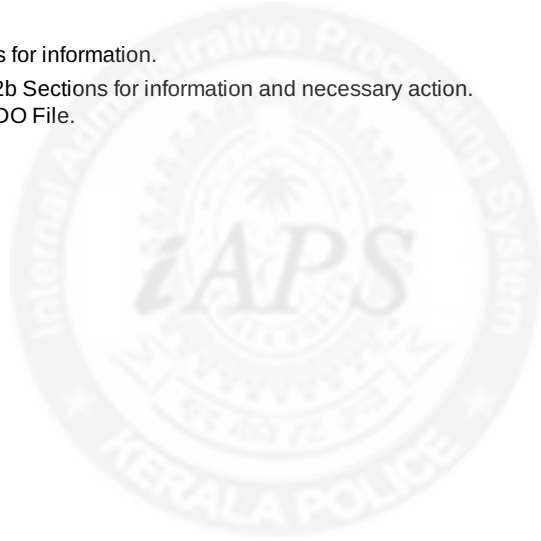 s for information.
2b Sections for information and necessary action.
DO File.
Internal Administrative Processing System
iAPS
KERALA POLICE